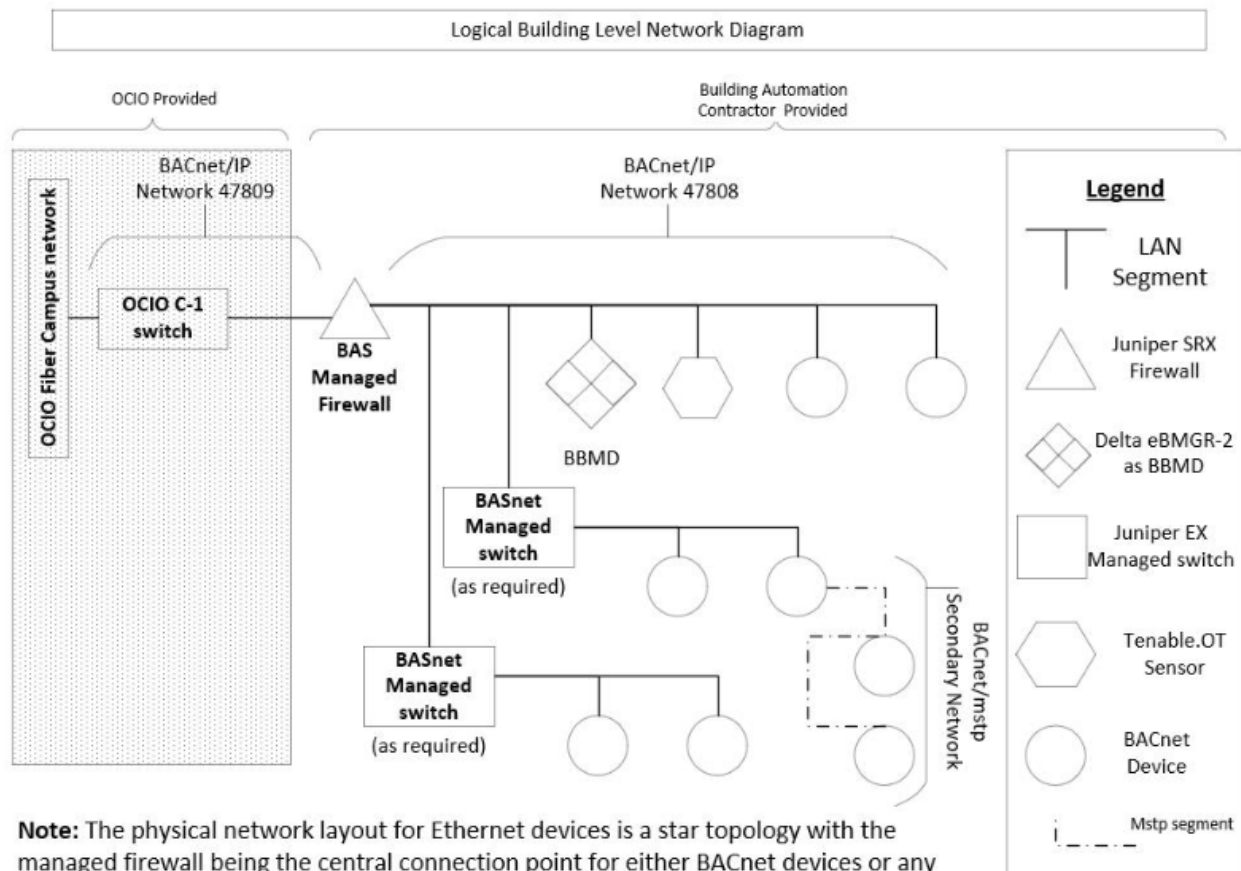 Logical Building Level Network Diagram
OCIO Provided
Building Automation
Contractor Provided
BACnet/IP
Network 47809
BACnet/IP
Network 47808
OCIO Fiber Campus network
OCIO C-1
switch
BAS
Managed
Firewall
BBMD
BASnet
Managed
switch
(as required)
BASnet
Managed
switch
(as required)
BACnet/mstp
Secondary Network
Legend
LAN
Segment
Juniper SRX
Firewall
Delta eBMGR-2
as BBMD
Juniper EX
Managed switch
Tenable.OT
Sensor
BACnet
Device
Mstp segment
Note: The physical network layout for Ethernet devices is a star topology with the
managed firewall being the central connection point for either BACnet devices or any